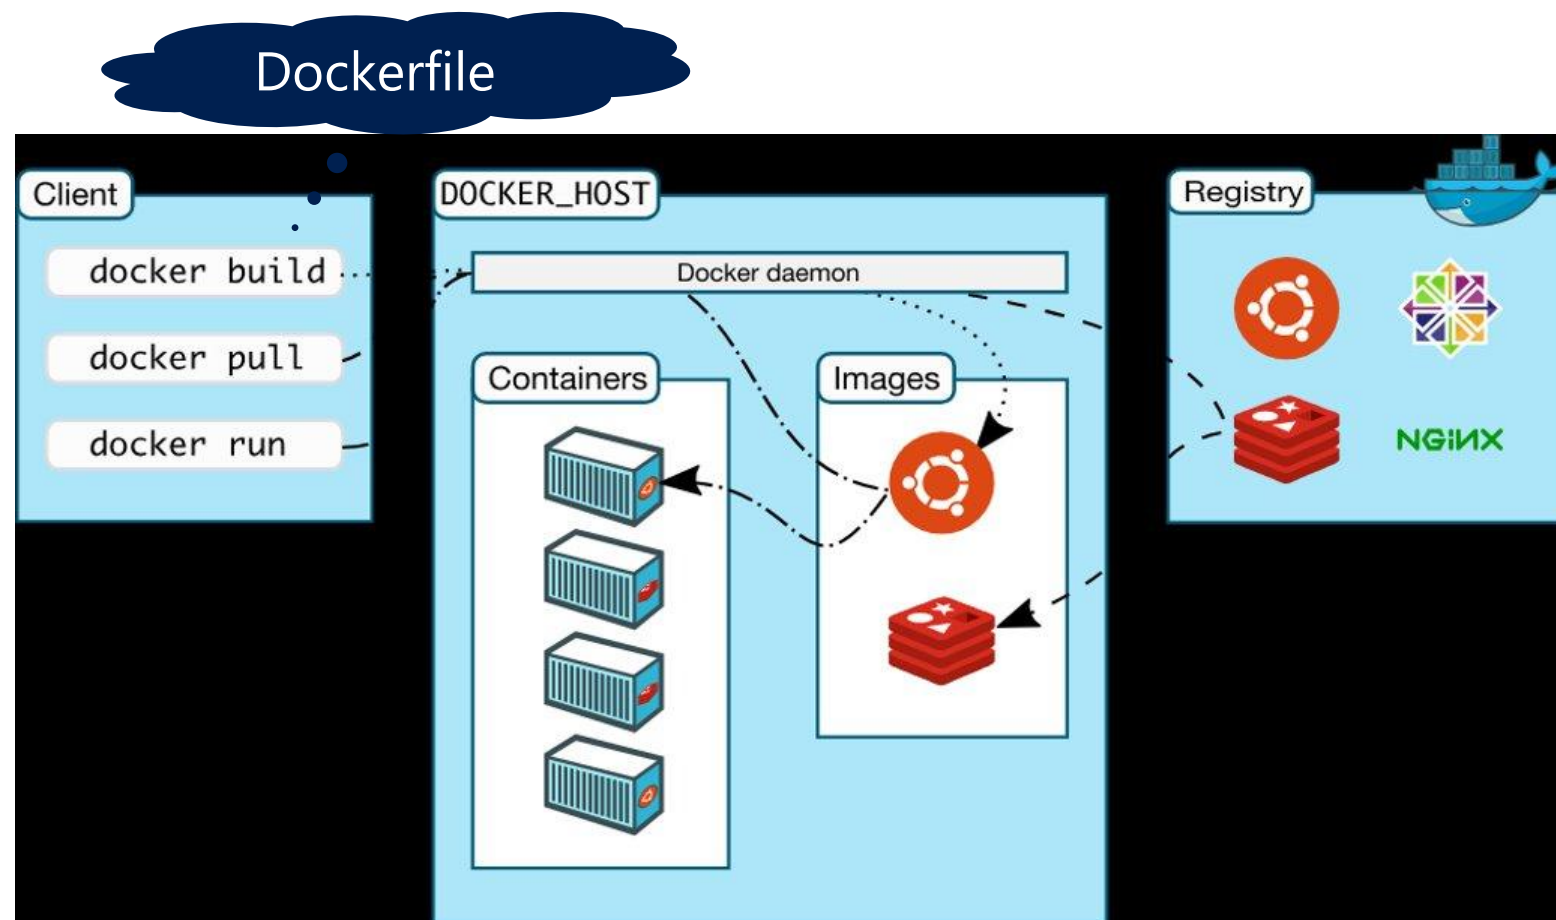 Dockerfile
Client
docker build
docker pull
docker run
DOCKER_HOST
Docker daemon
Containers
Images
Registry
NGiNX